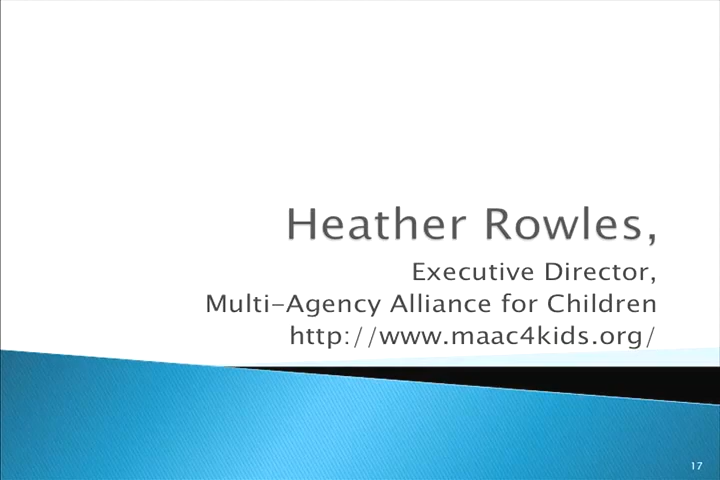 Heather Rowles,
Executive Director,
Multi-Agency Alliance for Children
http://www.maac4kids.org/
17